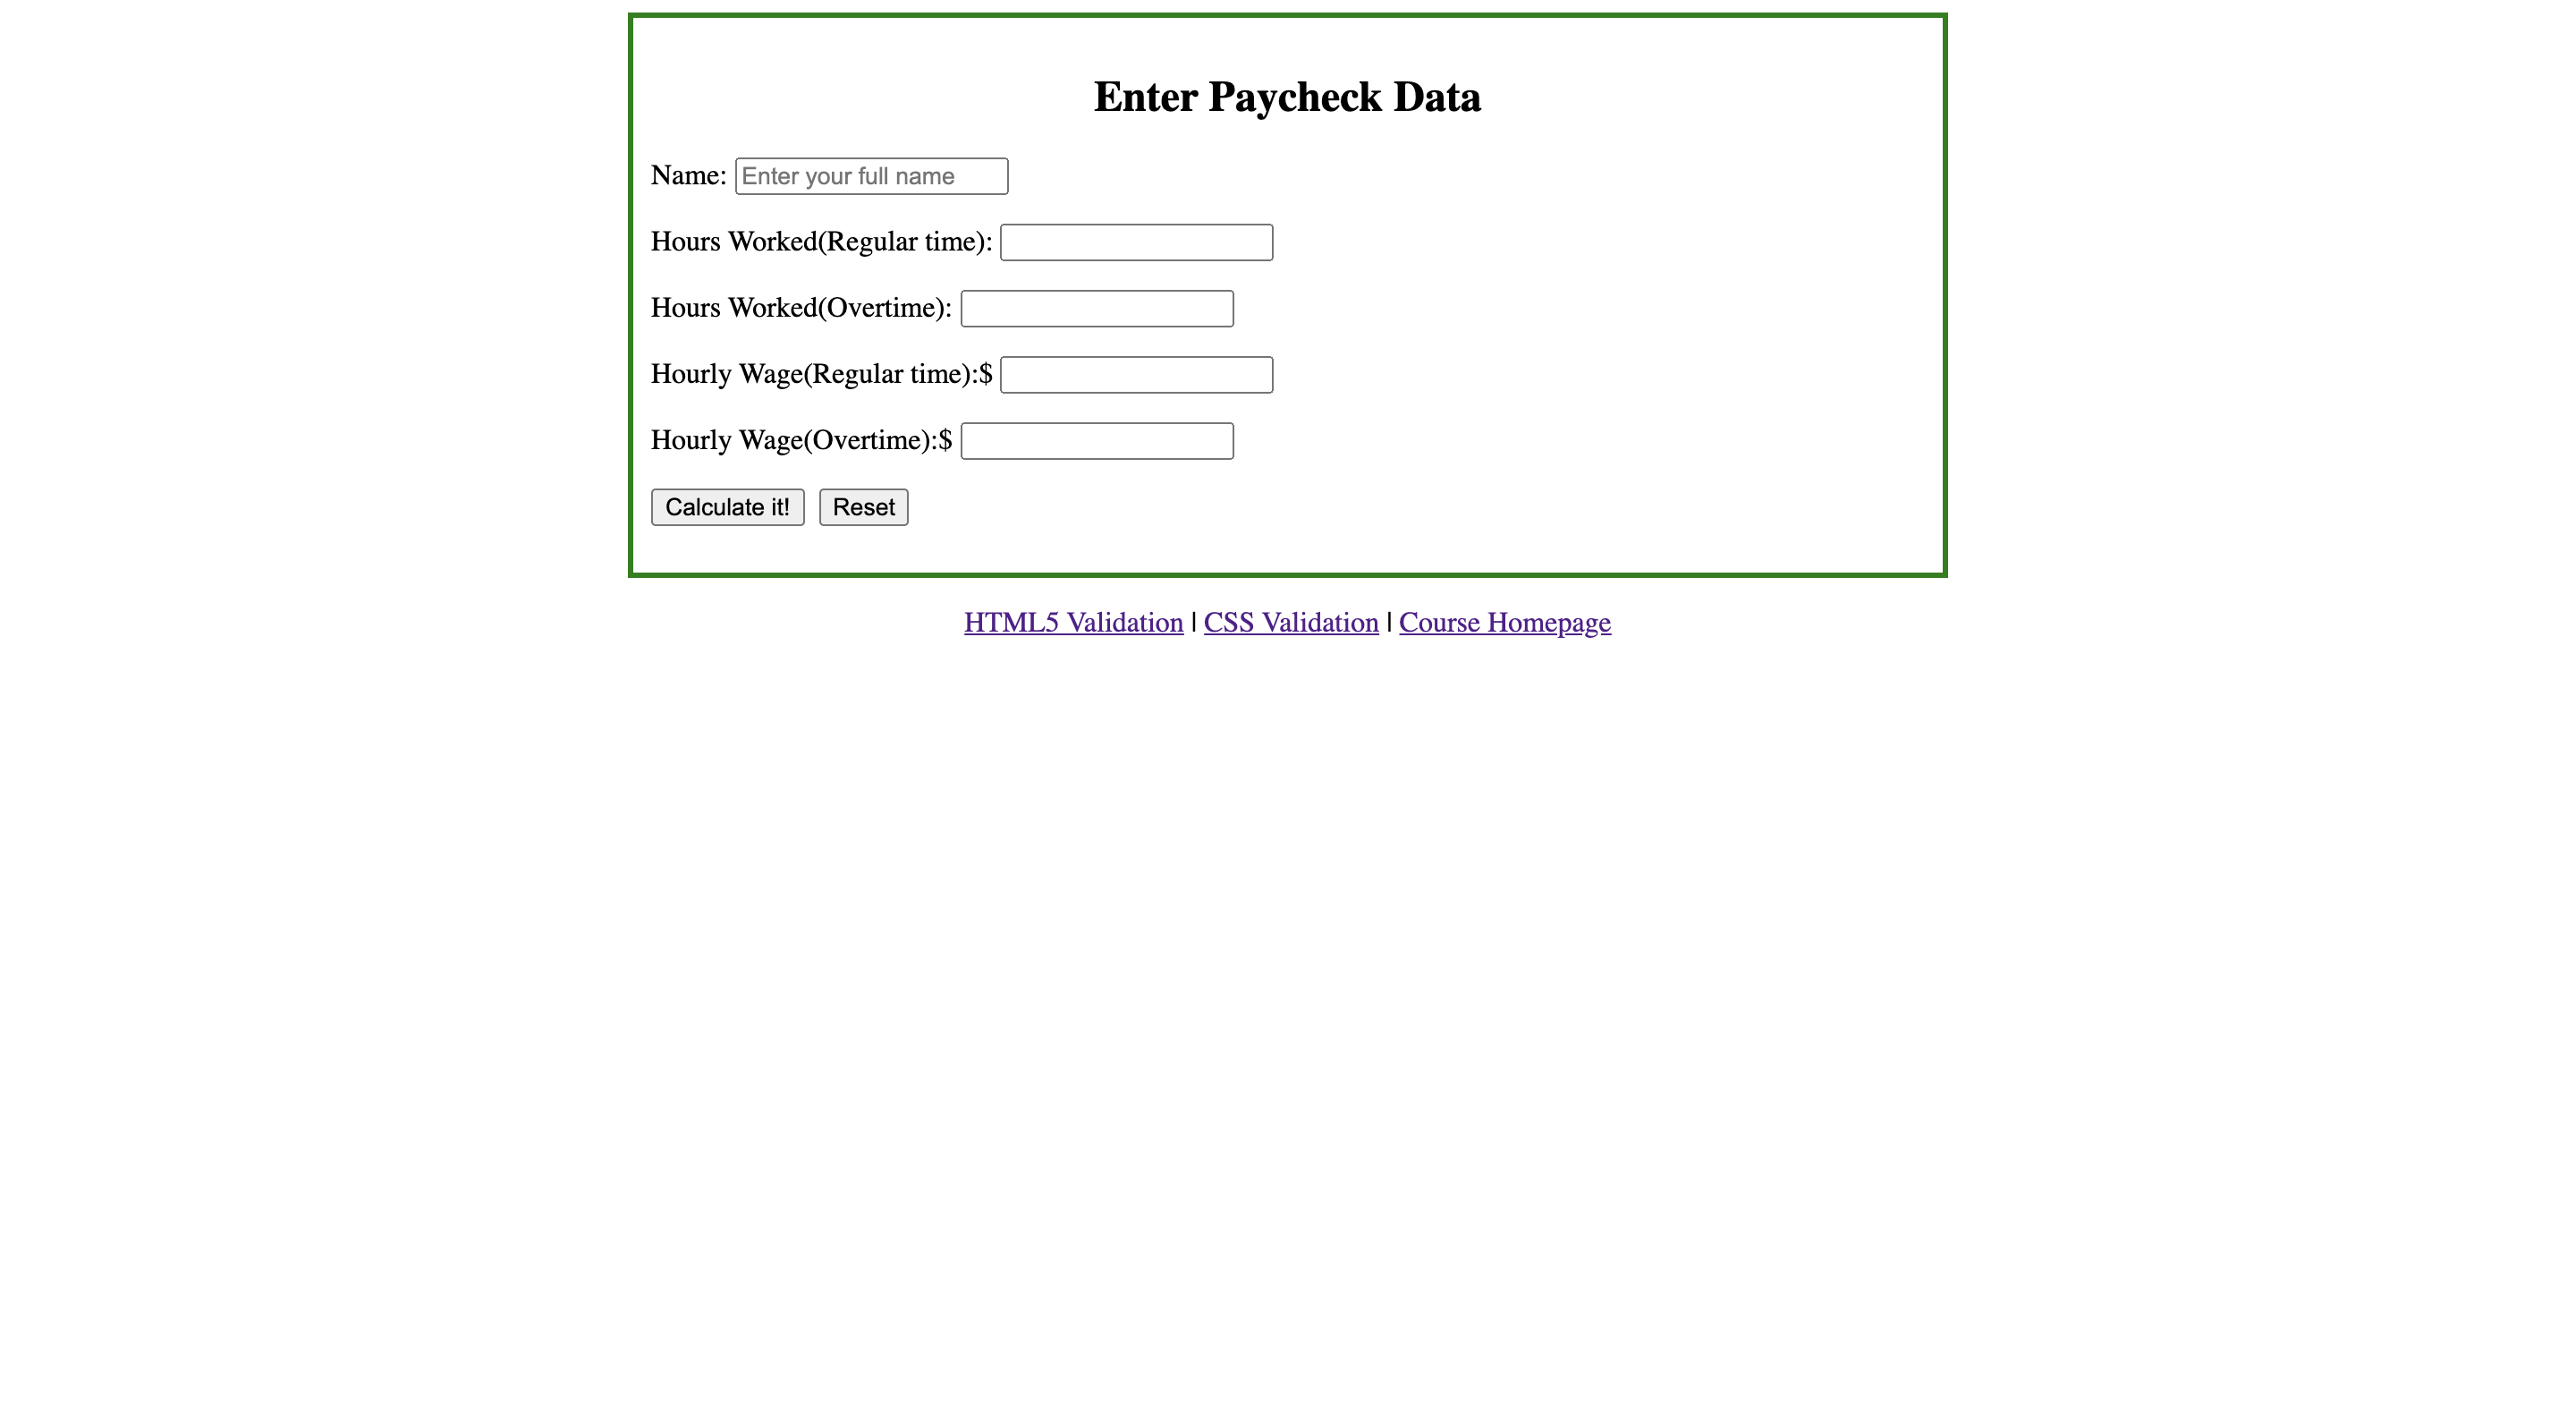 Enter Paycheck Data
Name: Enter your full name
Hours Worked(Regular time):
Hours Worked(Overtime):
Hourly Wage(Regular time):$
Hourly Wage(Overtime):$
Calculate it! Reset
HTML5 Validation | CSS Validation | Course Homepage